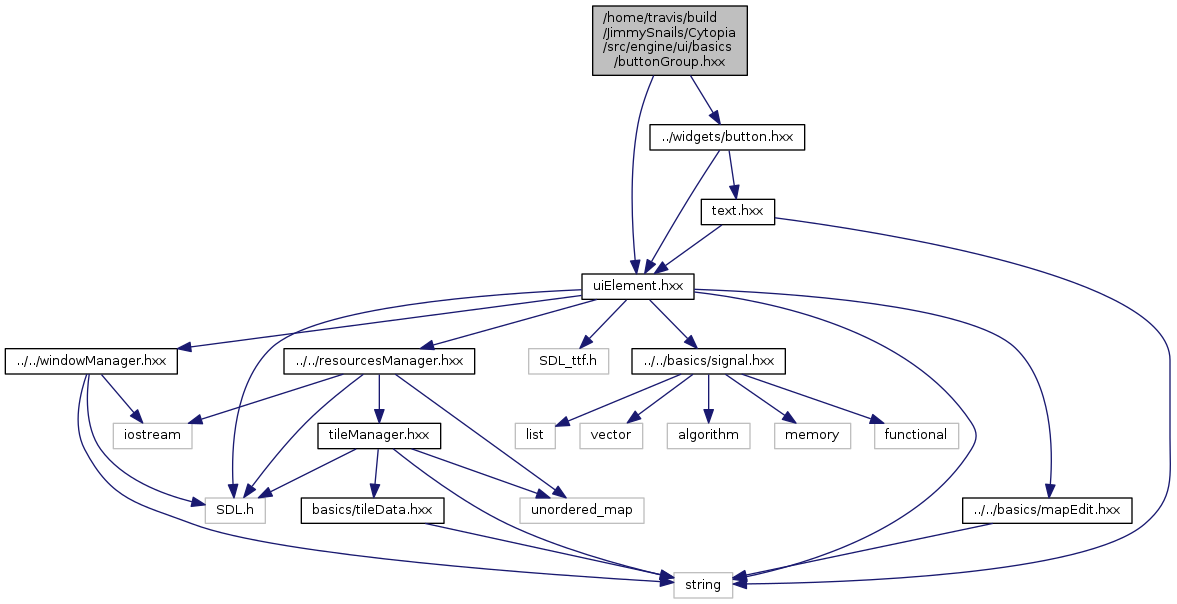 /home/travis/build
/JimmySnails/Cytopia
/src/engine/ui/basics
/buttonGroup.hxx
../widgets/button.hxx
text.hxx
uiElement.hxx
../../windowManager.hxx
../../resourcesManager.hxx
SDL_ttf.h
../../basics/signal.hxx
iostream
tileManager.hxx
list
vector
algorithm
memory
functional
SDL.h
basics/tileData.hxx
unordered_map
../../basics/mapEdit.hxx
string